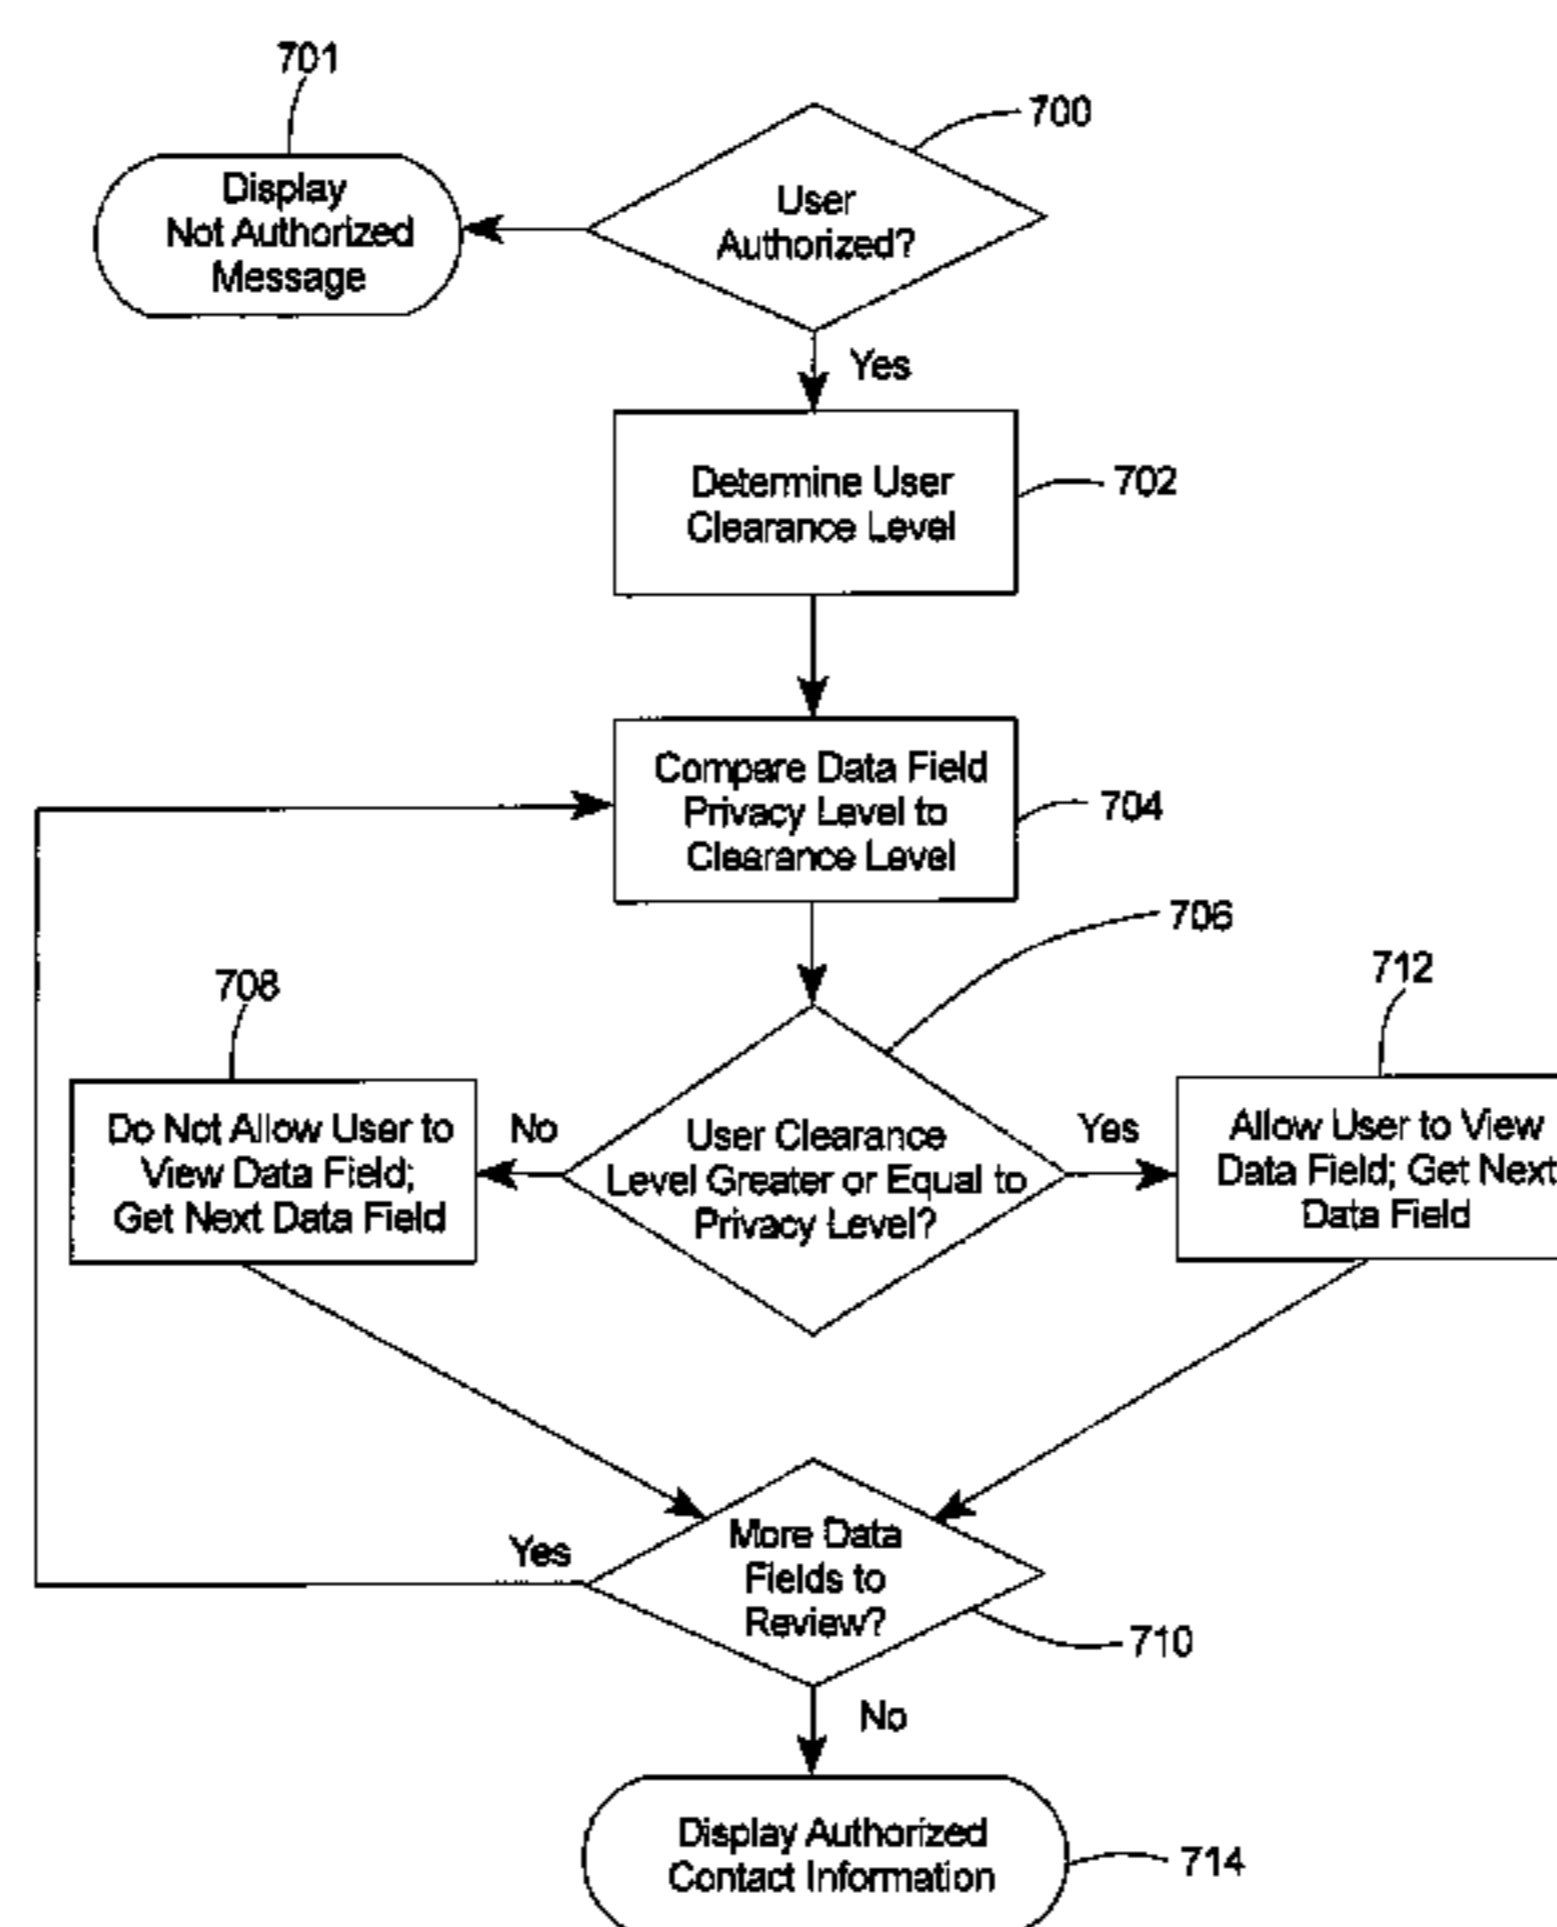 701
700
Display
Not Authorized
Message
User
Authorized?
Yes
Determine User
Clearance Level
702
Compare Data Field
Privacy Level to
Clearance Level
704
706
708
712
Do Not Allow User to
View Data Field;
Get Next Data Field
No
User Clearance
Level Greater or Equal to
Privacy Level?
Yes
Allow User to View
Data Field; Get Next
Data Field
Yes
More Data
Fields to
Review?
710
No
Display Authorized
Contact Information
714